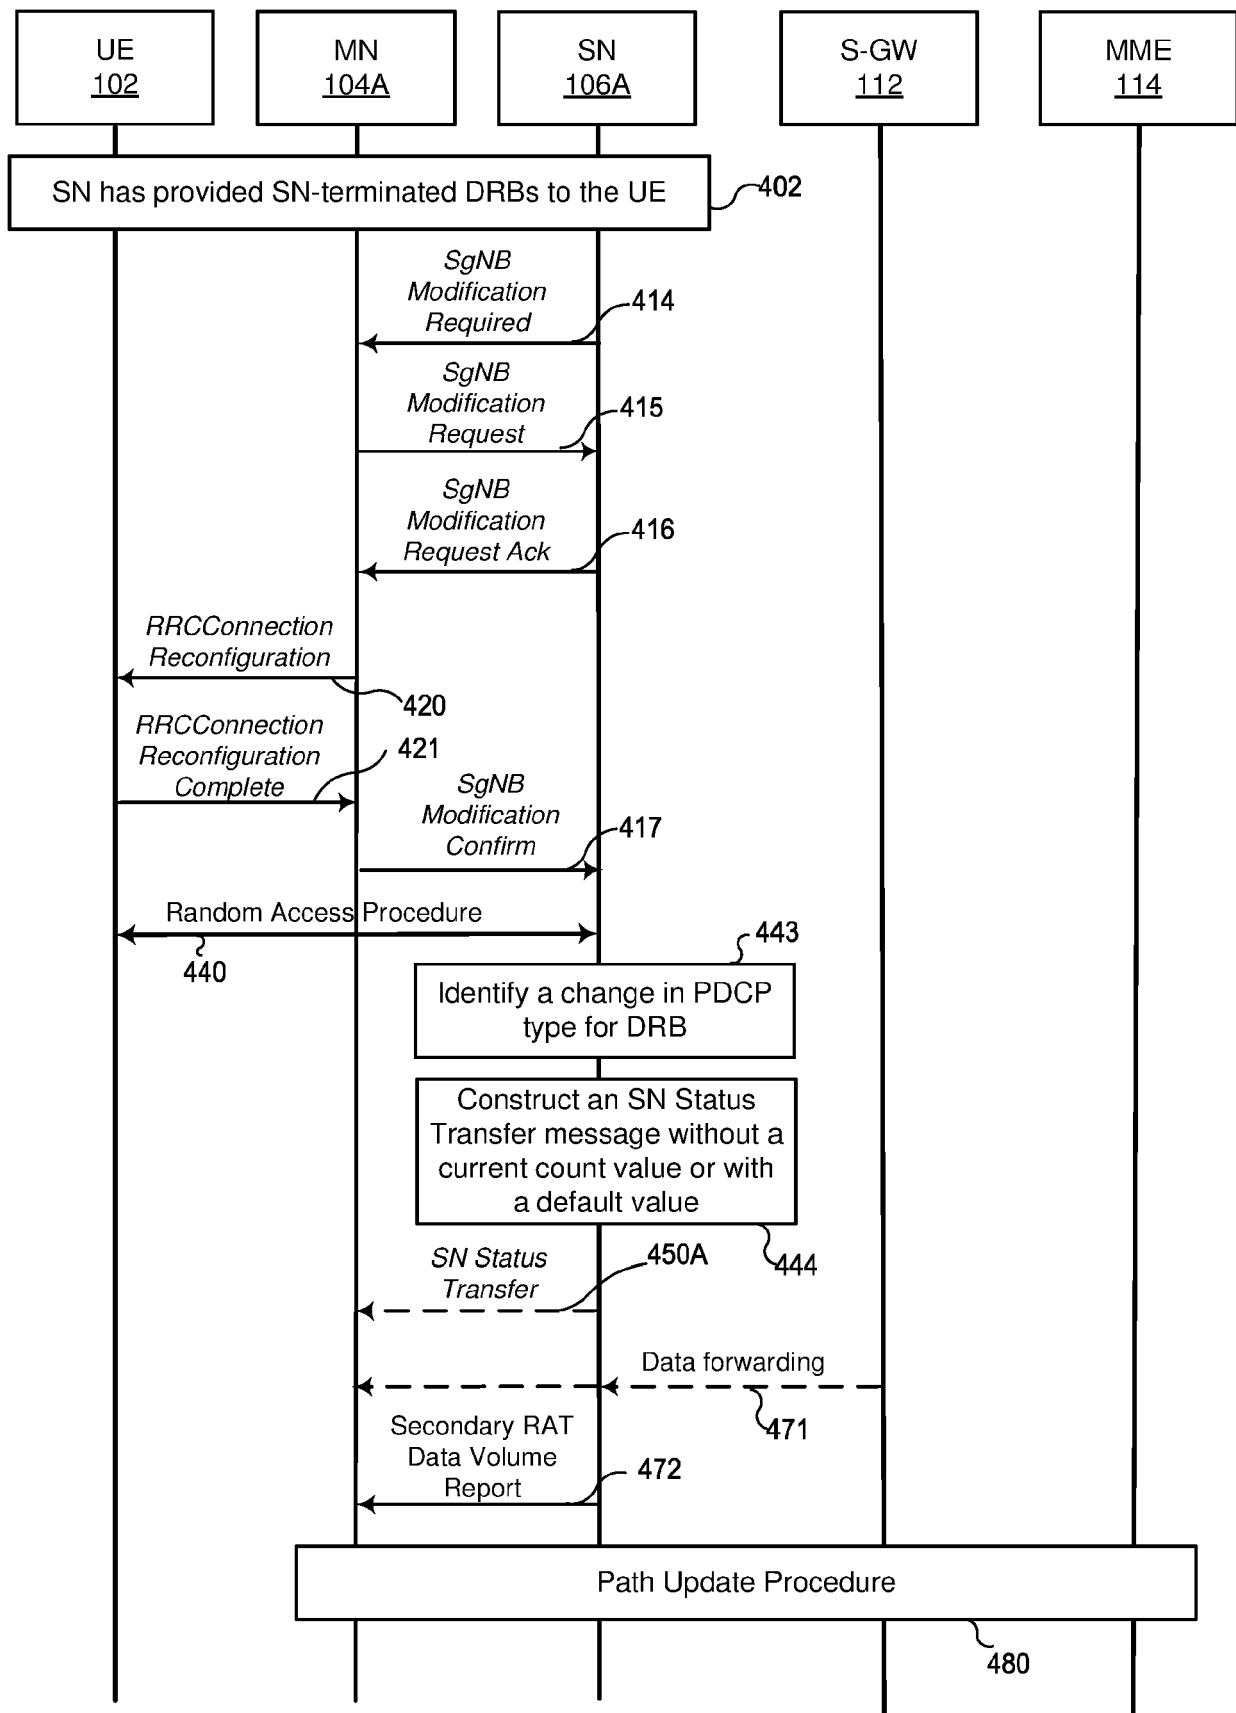 UE
102
MN
104A
SN
106A
S-GW
112
MME
114
SN has provided SN-terminated DRBs to the UE
402
SgNB
Modification
Required
414
SgNB
Modification
Request
415
SgNB
Modification
Request Ack
416
RRCConnection
Reconfiguration
420
RRCConnection
Reconfiguration
Complete
421
SgNB
Modification
Confirm
417
Random Access Procedure
440
443
Identify a change in PDCP
type for DRB
Construct an SN Status
Transfer message without a
current count value or with
a default value
444
SN Status
Transfer
450A
Data forwarding
471
Secondary RAT
Data Volume
Report
472
Path Update Procedure
480